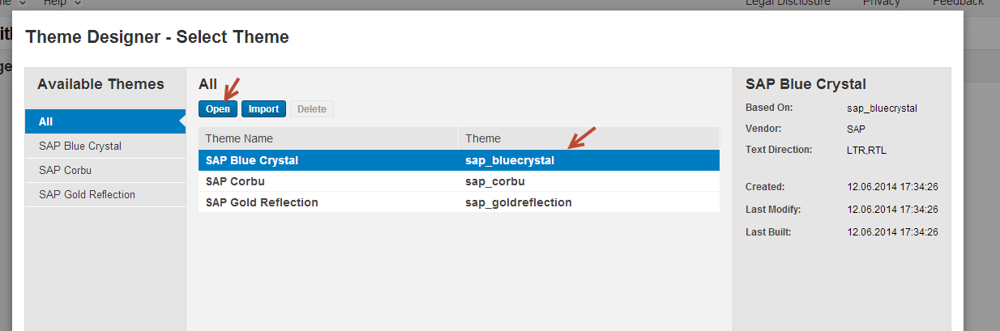 Help
Legal Disclosure Privacy Feedback
Theme Designer - Select Theme
Available Themes
All
SAP Blue Crystal
SAP Corbu
SAP Gold Reflection
All
Open Import Delete
Theme Name Theme
SAP Blue Crystal sap_bluecrystal
SAP Corbu sap_corbu
SAP Gold Reflection sap_goldreflection
SAP Blue Crystal
Based On: sap_bluecrystal
Vendor: SAP
Text Direction: LTR,RTL
Created: 12.06.2014 17:34:26
Last Modify: 12.06.2014 17:34:26
Last Built: 12.06.2014 17:34:26